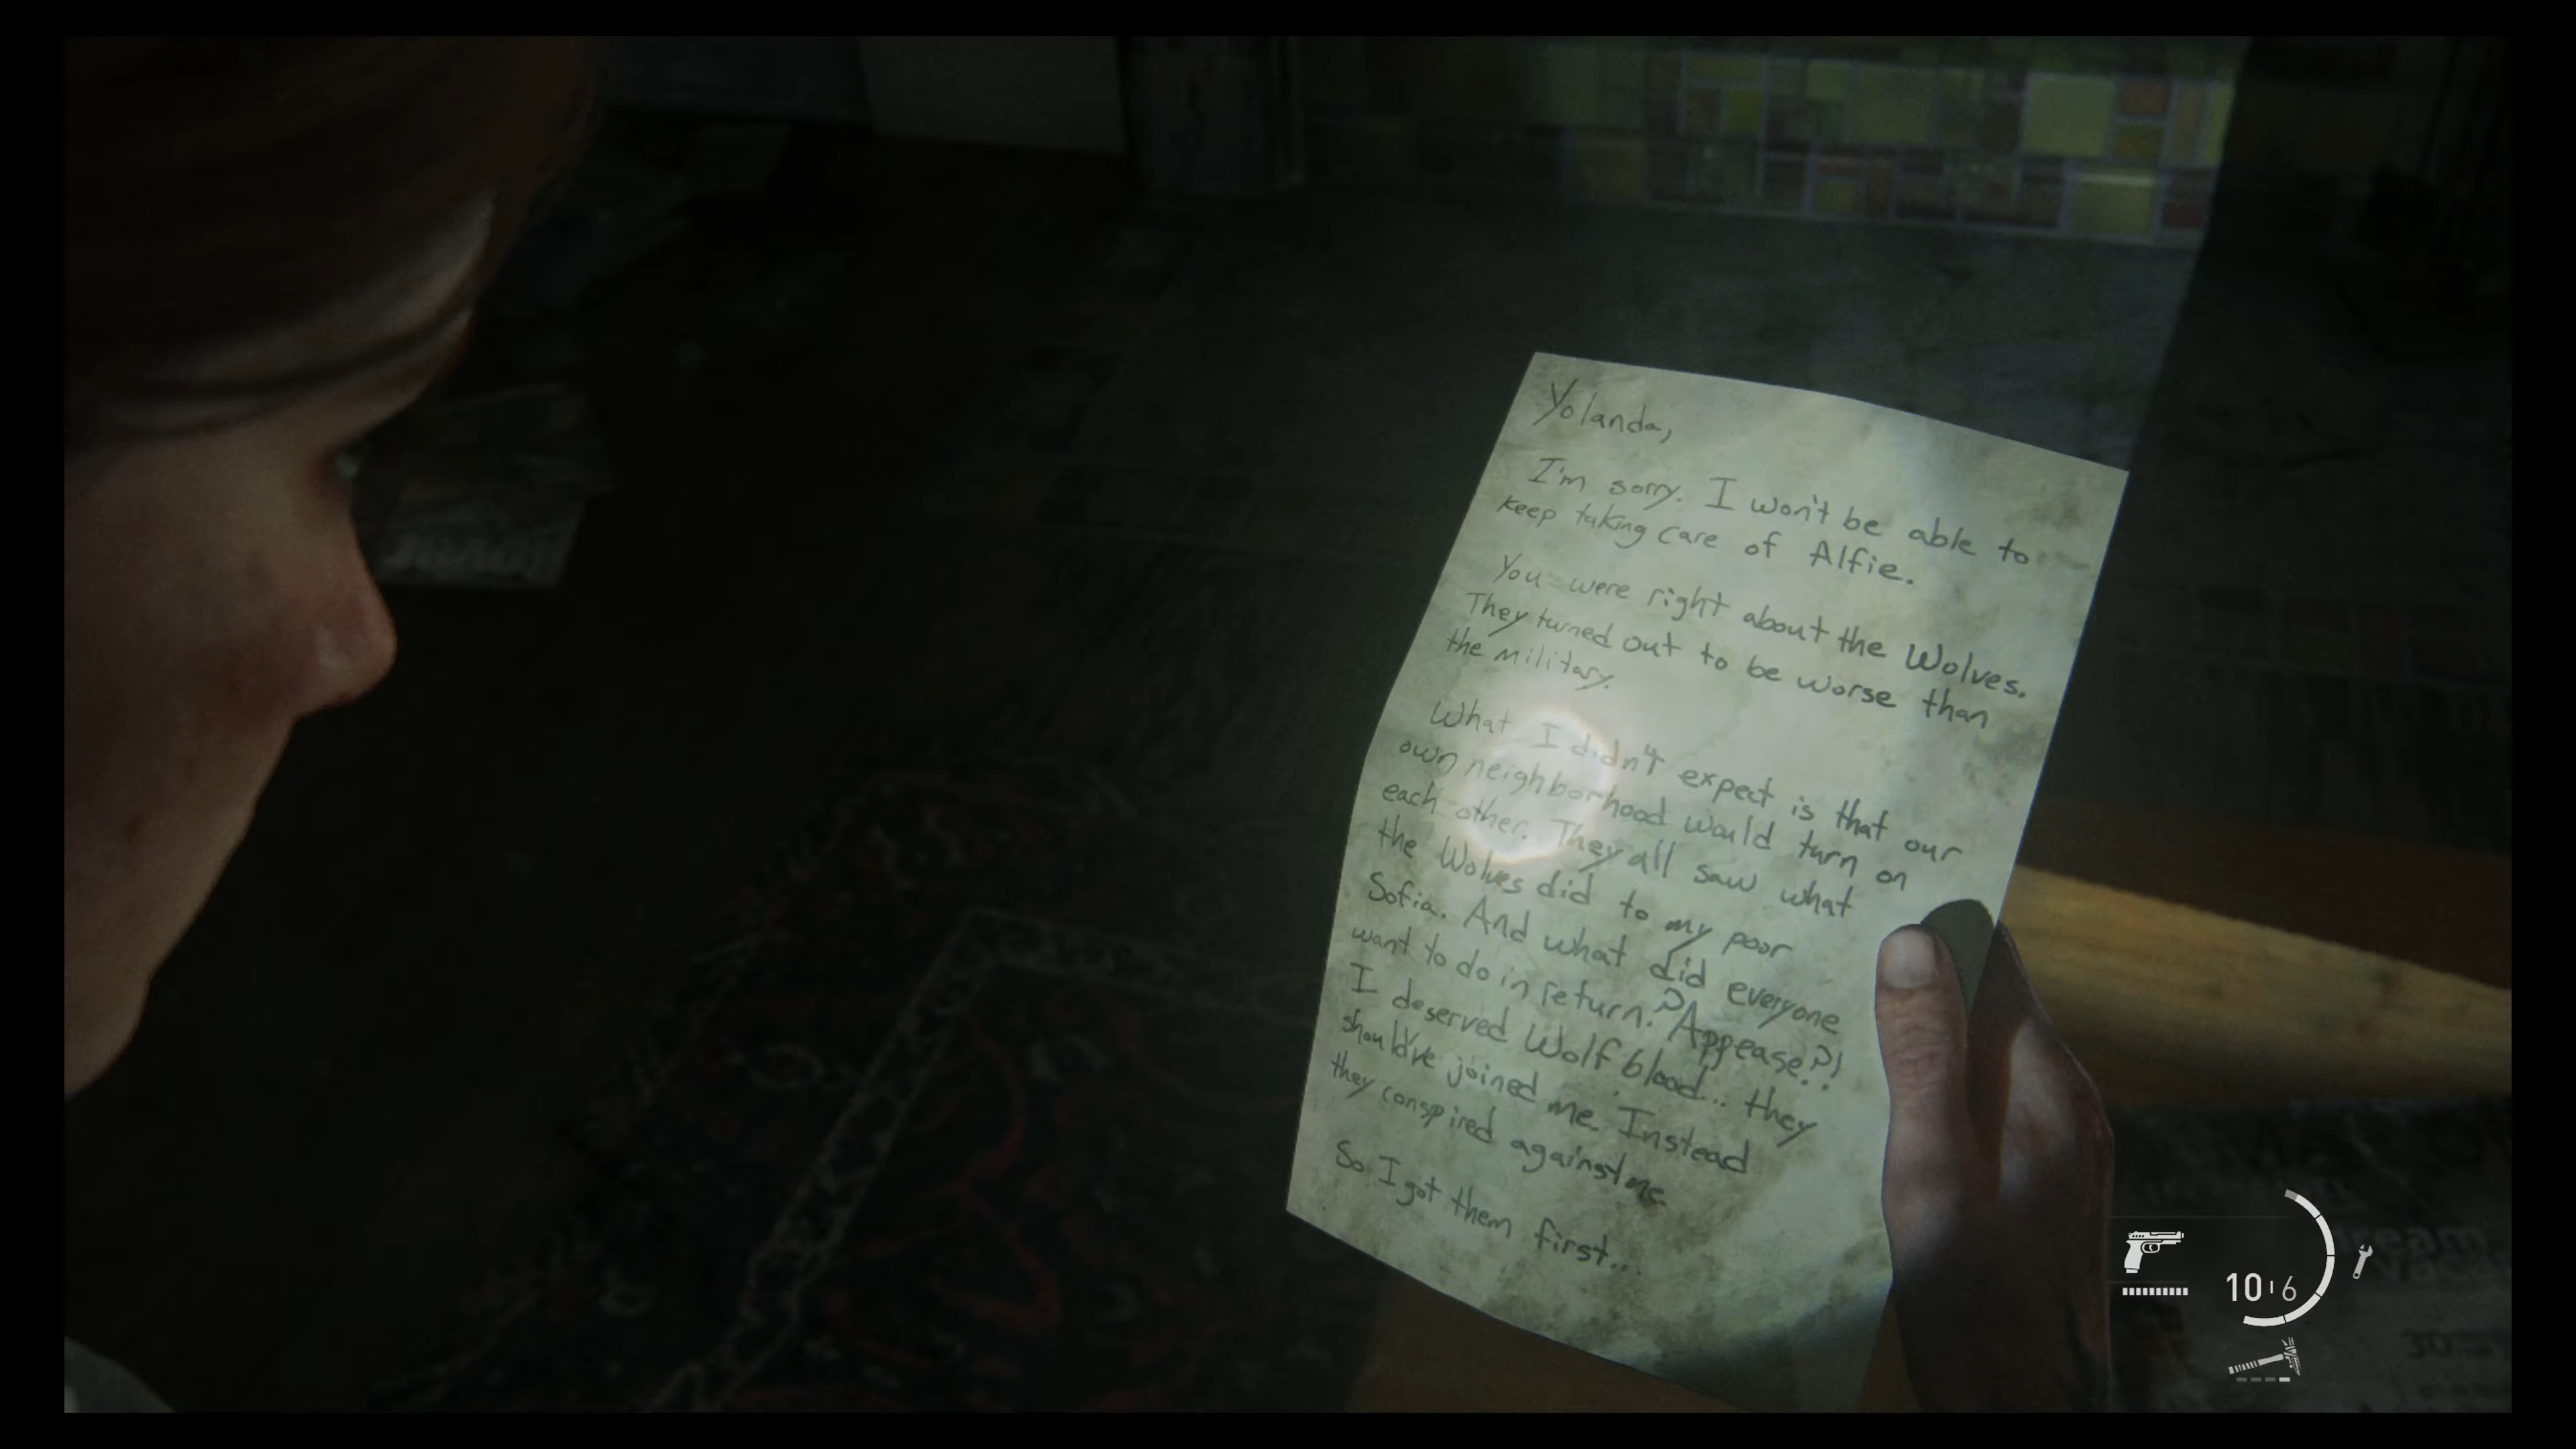 Yolanda,
I'm sorry. I won't be able to
keep taking care of Alfie.
You were right about the Wolves.
They turned out to be worse than
the military.
What I didn't expect is that our
own neighborhood would turn on
each other. They all saw what
the Wolves did to my poor
Sofia. And what did everyone
want to do in return? Appease?!
I deserved Wolf blood... they
should've joined me. Instead
they conspired against me.
So I got them first...
10 6